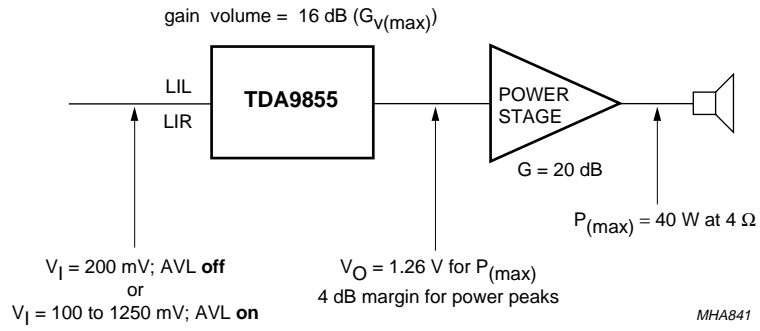 gain volume = 16 dB (Gv(max))
LIL
LIR
TDA9855
POWER
STAGE
G = 20 dB
P(max) = 40 W at 4 Ω
VI = 200 mV; AVL off
or
VI = 100 to 1250 mV; AVL on
VO = 1.26 V for P(max)
4 dB margin for power peaks
MHA841